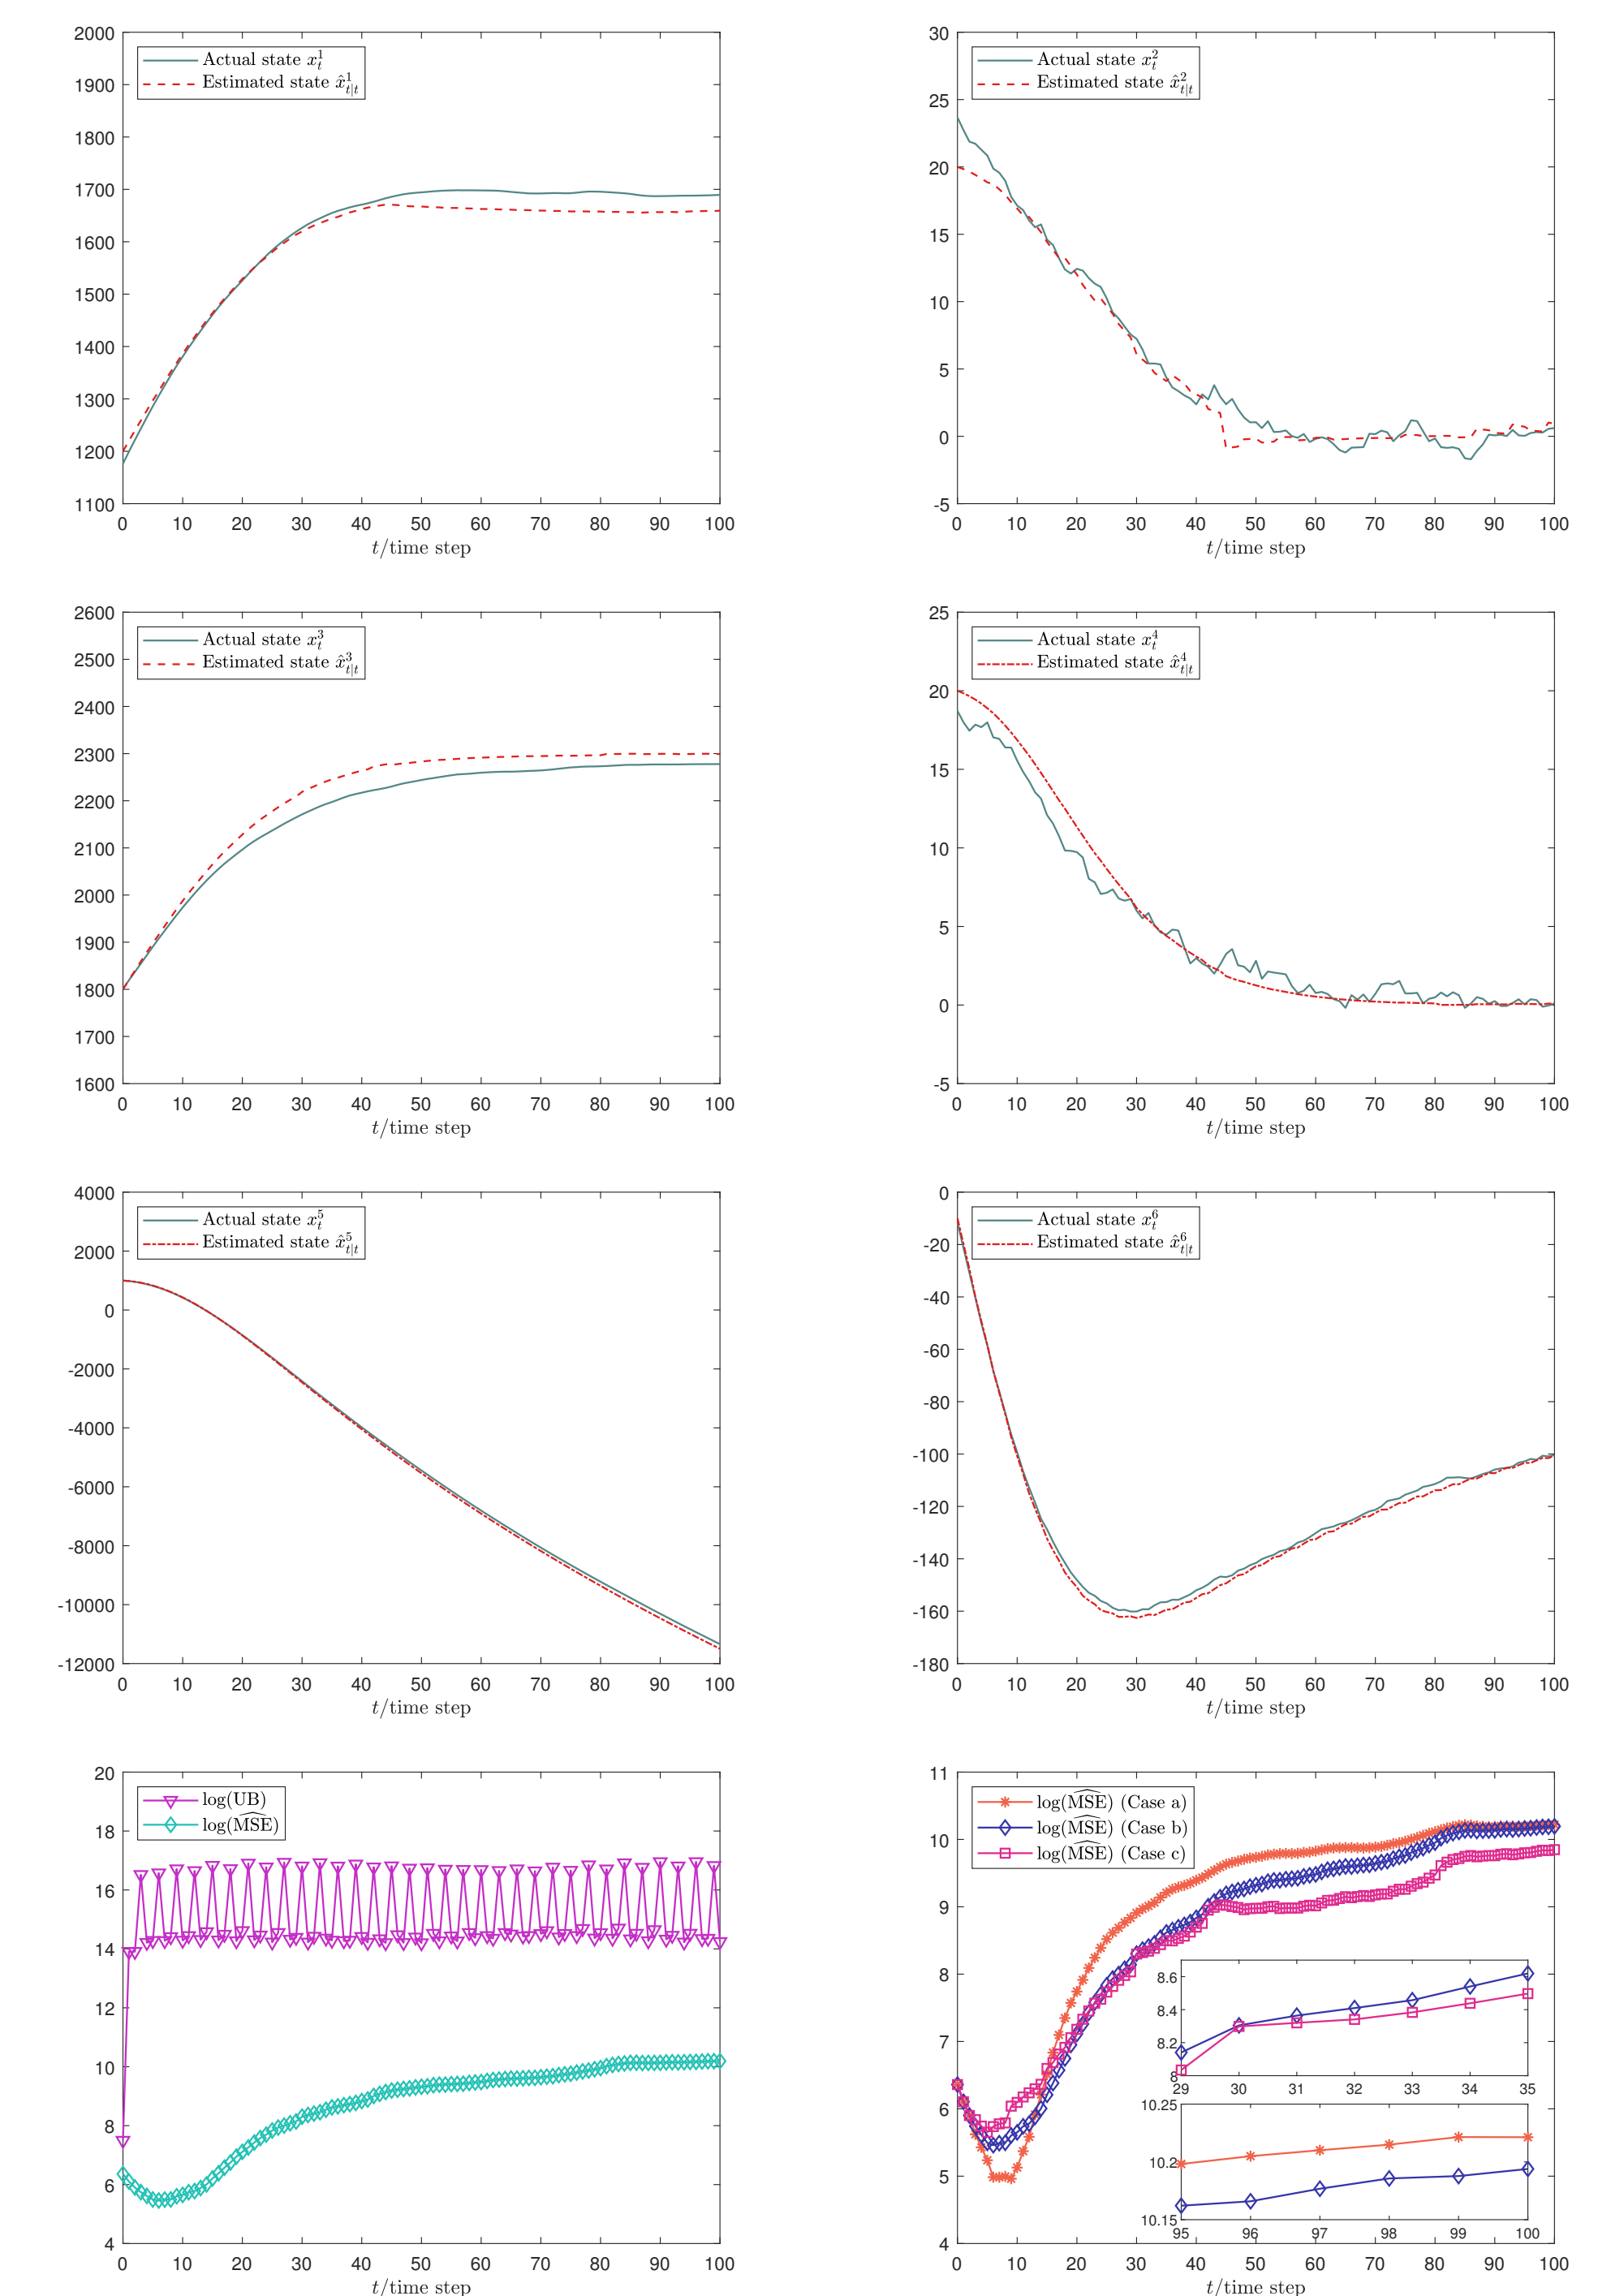 2000
1900
1800
1700
1600
1500
1400
1300
1200
1100
0 10 20 30 40 50 60 70 80 90 100
t/time step
Actual state x_t^1
Estimated state x̂_{t|t}^1
30
25
20
15
10
5
0
-5
0 10 20 30 40 50 60 70 80 90 100
t/time step
Actual state x_t^2
Estimated state x̂_{t|t}^2
2600
2500
2400
2300
2200
2100
2000
1900
1800
1700
1600
0 10 20 30 40 50 60 70 80 90 100
t/time step
Actual state x_t^3
Estimated state x̂_{t|t}^3
25
20
15
10
5
0
-5
0 10 20 30 40 50 60 70 80 90 100
t/time step
Actual state x_t^4
Estimated state x̂_{t|t}^4
4000
2000
0
-2000
-4000
-6000
-8000
-10000
-12000
0 10 20 30 40 50 60 70 80 90 100
t/time step
Actual state x_t^5
Estimated state x̂_{t|t}^5
0
-20
-40
-60
-80
-100
-120
-140
-160
-180
0 10 20 30 40 50 60 70 80 90 100
t/time step
Actual state x_t^6
Estimated state x̂_{t|t}^6
20
18
16
14
12
10
8
6
4
0 10 20 30 40 50 60 70 80 90 100
t/time step
log(UB)
log(M̂SE)
11
10
9
8
7
6
5
4
0 10 20 30 40 50 60 70 80 90 100
t/time step
log(M̂SE) (Case a)
log(M̂SE) (Case b)
log(M̂SE) (Case c)
8.6
8.4
8.2
8
29 30 31 32 33 34 35
10.25
10.2
10.15
95 96 97 98 99 100